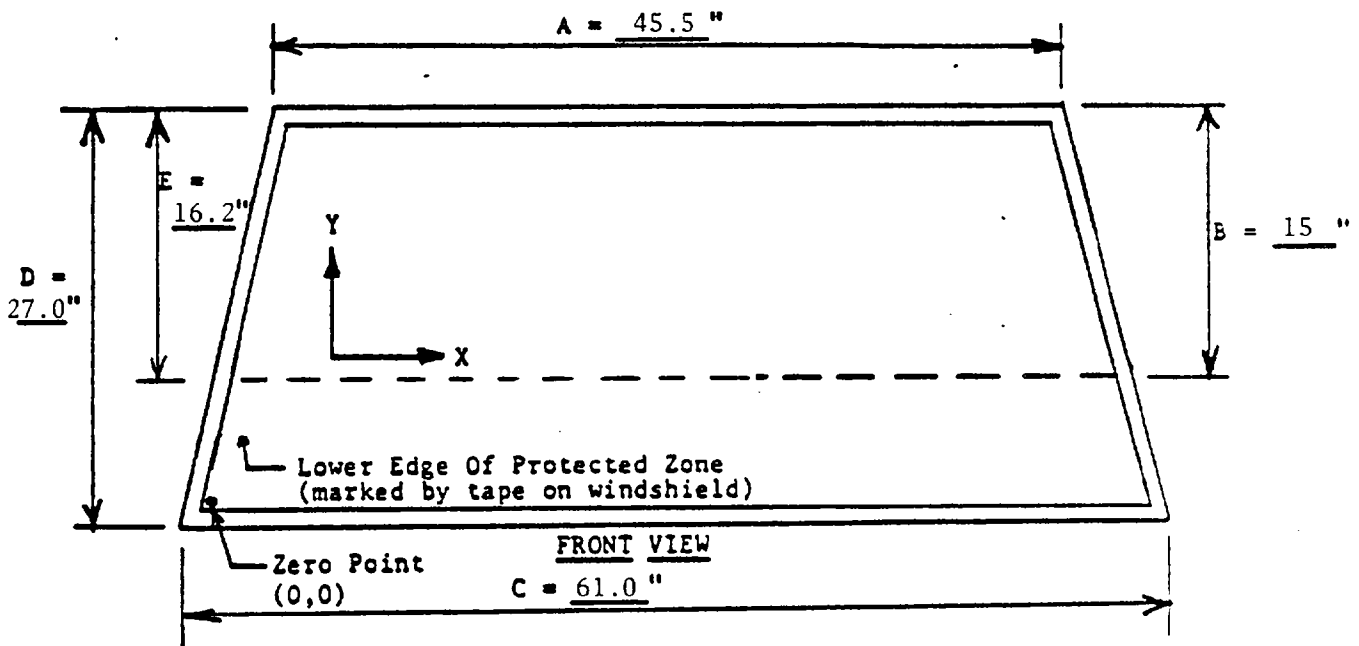 A = 45.5 "
E =
16.2"
Y
B = 15 "
D =
27.0"
X
Lower Edge Of Protected Zone
(marked by tape on windshield)
FRONT VIEW
Zero Point
(0,0)
C = 61.0 "